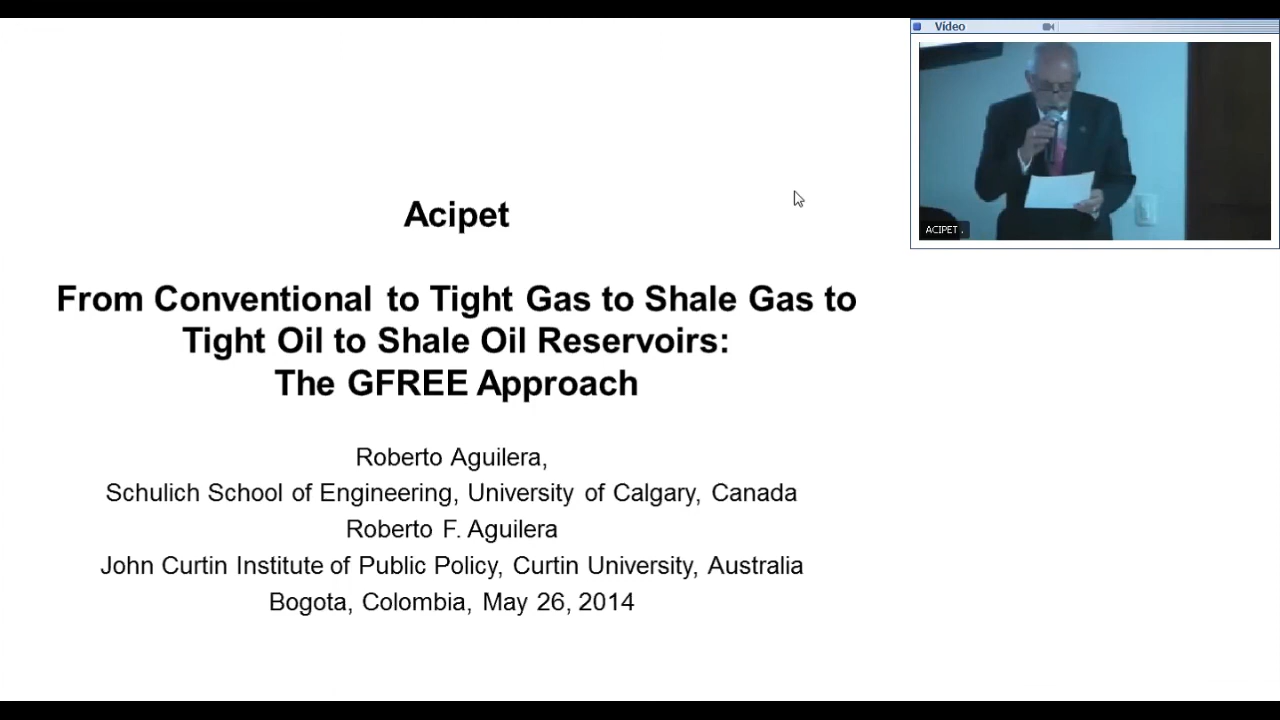 Vídeo
ACIPET .
Acipet
From Conventional to Tight Gas to Shale Gas to
Tight Oil to Shale Oil Reservoirs:
The GFREE Approach
Roberto Aguilera,
Schulich School of Engineering, University of Calgary, Canada
Roberto F. Aguilera
John Curtin Institute of Public Policy, Curtin University, Australia
Bogota, Colombia, May 26, 2014